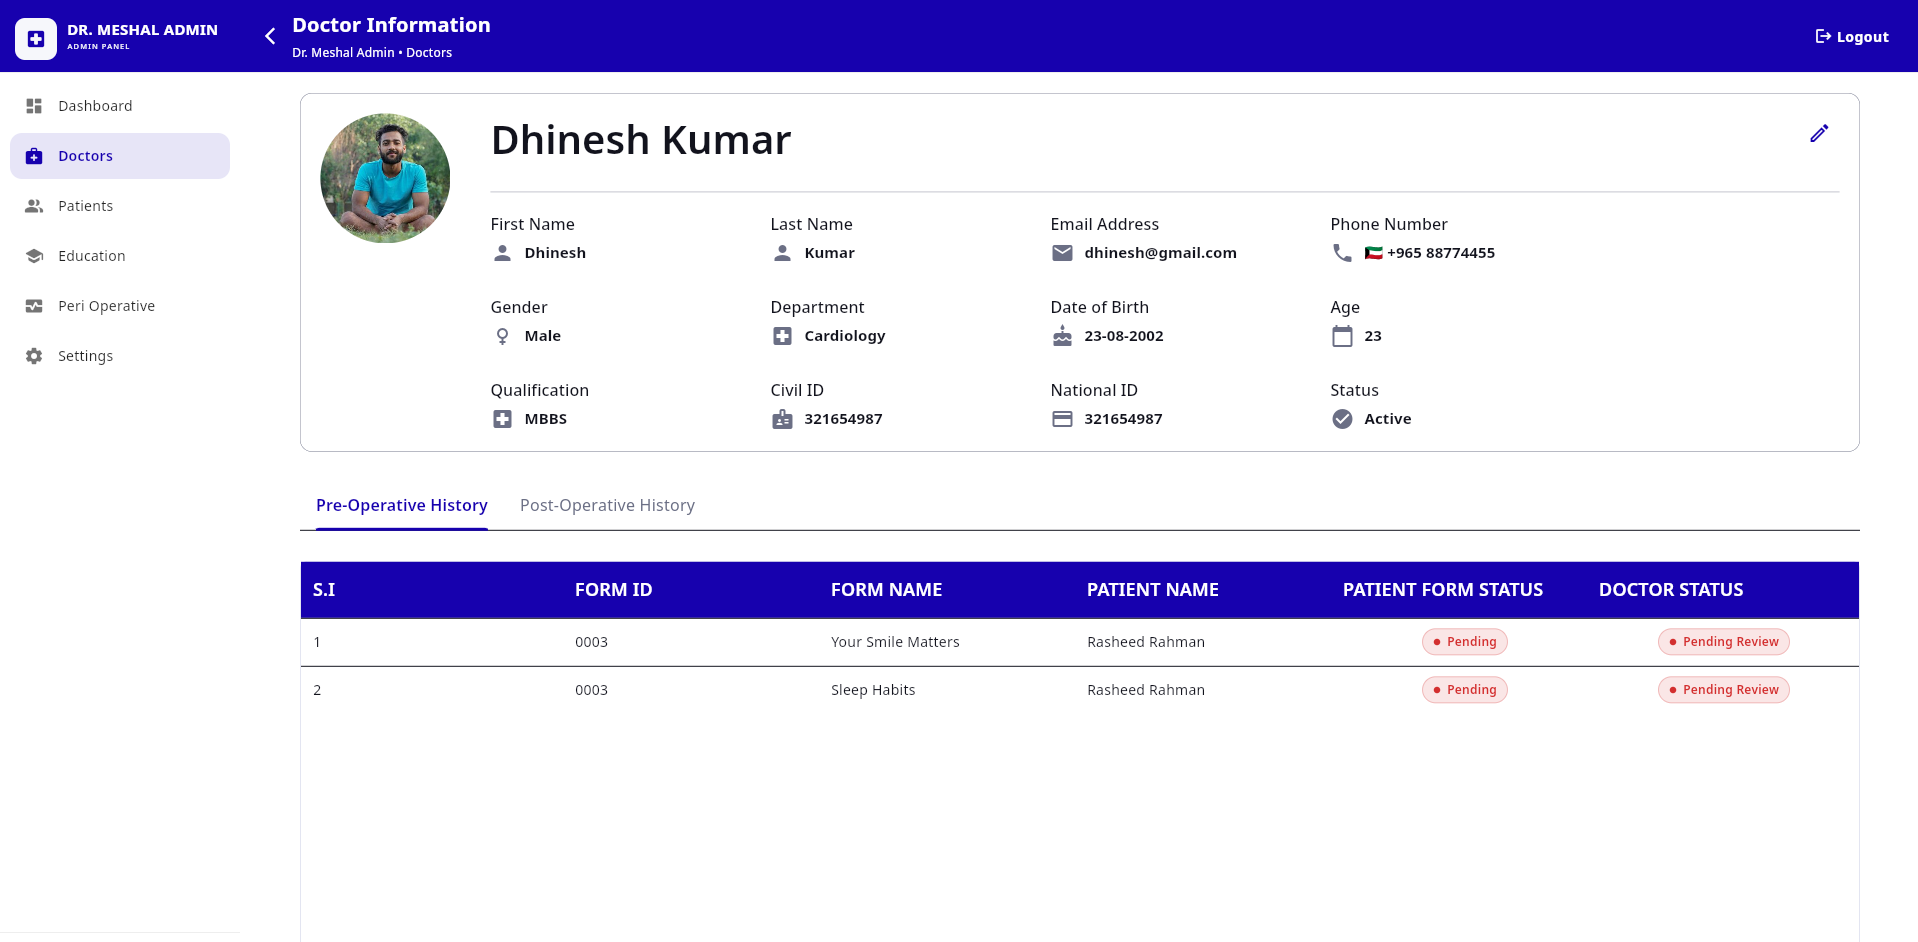 DR. MESHAL ADMIN
ADMIN PANEL
Doctor Information
Dr. Meshal Admin • Doctors
Logout
Dashboard
Doctors
Patients
Education
Peri Operative
Settings
Dhinesh Kumar
First Name Last Name Email Address Phone Number
Dhinesh Kumar dhinesh@gmail.com +965 88774455
Gender Department Date of Birth Age
Male Cardiology 23-08-2002 23
Qualification Civil ID National ID Status
MBBS 321654987 321654987 Active
Pre-Operative History Post-Operative History
S.I FORM ID FORM NAME PATIENT NAME PATIENT FORM STATUS DOCTOR STATUS
1 0003 Your Smile Matters Rasheed Rahman Pending Pending Review
2 0003 Sleep Habits Rasheed Rahman Pending Pending Review